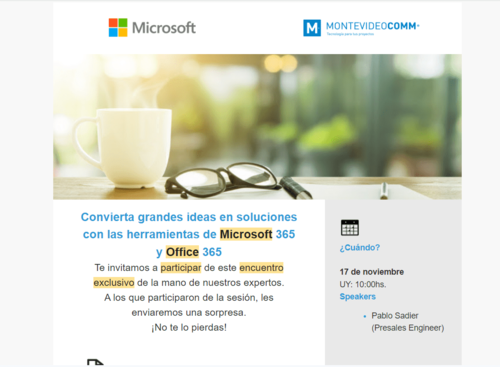 Microsoft
M MONTEVIDEOCOMM
Tecnología para tus proyectos
Convierta grandes ideas en soluciones
con las herramientas de Microsoft 365
y Office 365
Te invitamos a participar de este encuentro
exclusivo de la mano de nuestros expertos.
A los que participaron de la sesión, les
enviaremos una sorpresa.
¡No te lo pierdas!
¿Cuándo?
17 de noviembre
UY: 10:00hs.
Speakers
Pablo Sadier
(Presales Engineer)